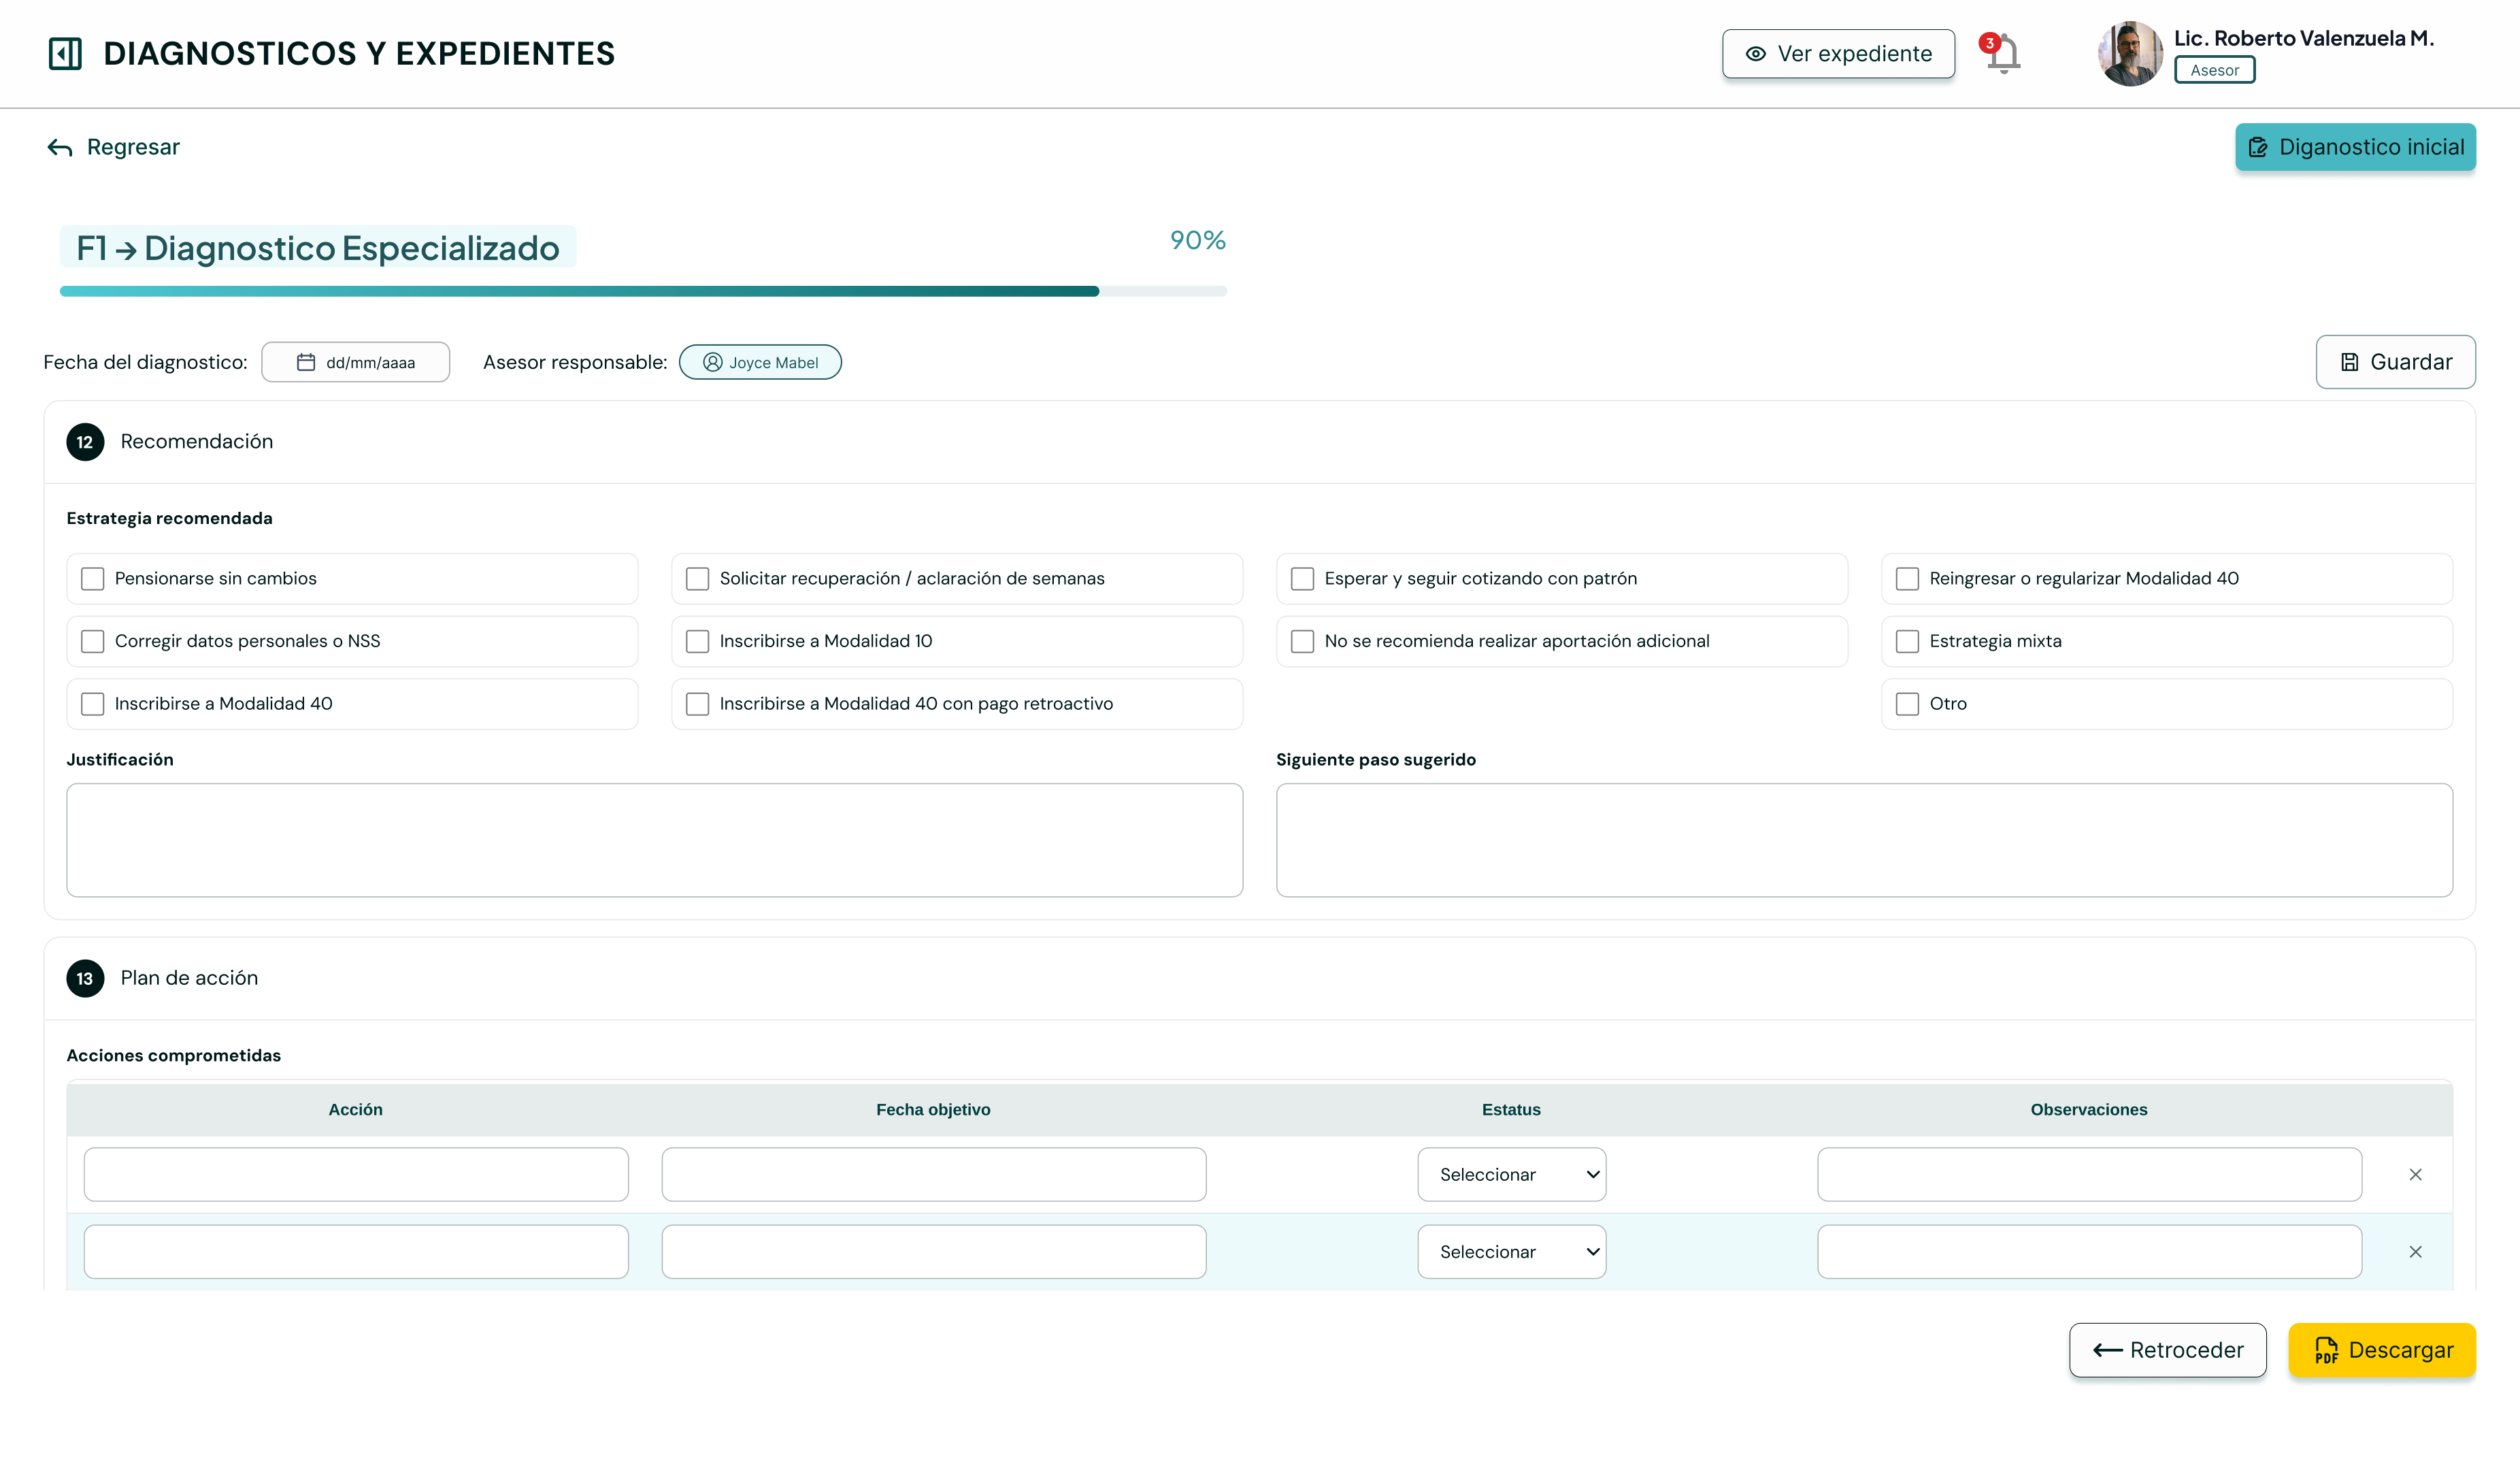 DIAGNOSTICOS Y EXPEDIENTES
Ver expediente
3
Lic. Roberto Valenzuela M.
Asesor
Regresar
Diganostico inicial
F1 → Diagnostico Especializado
90%
Fecha del diagnostico: dd/mm/aaaa Asesor responsable: Joyce Mabel
Guardar
12 Recomendación
Estrategia recomendada
Pensionarse sin cambios
Solicitar recuperación / aclaración de semanas
Esperar y seguir cotizando con patrón
Reingresar o regularizar Modalidad 40
Corregir datos personales o NSS
Inscribirse a Modalidad 10
No se recomienda realizar aportación adicional
Estrategia mixta
Inscribirse a Modalidad 40
Inscribirse a Modalidad 40 con pago retroactivo
Otro
Justificación
Siguiente paso sugerido
13 Plan de acción
Acciones comprometidas
Acción Fecha objetivo Estatus Observaciones
Seleccionar
Seleccionar
Retroceder
PDF Descargar